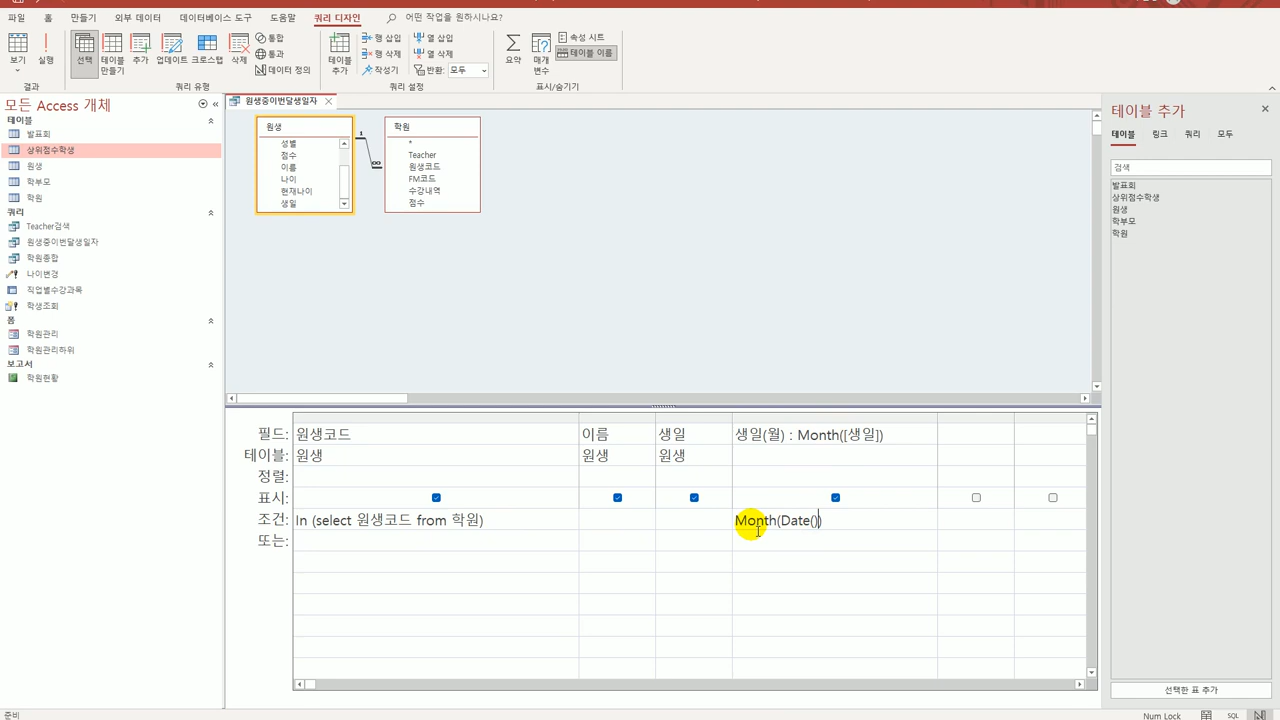 파일 홈 만들기 외부 데이터 데이터베이스 도구 도움말 쿼리 디자인 어떤 작업을 원하시나요?
보기 실행 선택 테이블 만들기 추가 업데이트 크로스탭 삭제 통합 통과 데이터 정의 테이블 추가 행 삽입 행 삭제 작성기 열 삽입 열 삭제 반환: 모두 요약 매개 변수 속성 시트 테이블 이름
결과 쿼리 유형 쿼리 설정 표시/숨기기
모든 Access 개체
테이블
발표회
상위점수학생
원생
학부모
학원
쿼리
Teacher검색
원생중이번달생일자
학원종합
나이변경
직업별수강과목
학생조회
폼
학원관리
학원관리하위
보고서
학원현황
원생중이번달생일자
원생
성별
점수
이름
나이
현재나이
생일
1
∞
학원
*
Teacher
원생코드
FM코드
수강내역
점수
필드: 원생코드 이름 생일 생일(월) : Month([생일])
테이블: 원생 원생 원생
정렬:
표시:
조건: In (select 원생코드 from 학원) Month(Date())
또는:
테이블 추가
테이블 링크 쿼리 모두
검색
발표회
상위점수학생
원생
학부모
학원
선택한 표 추가
준비 Num Lock SQL